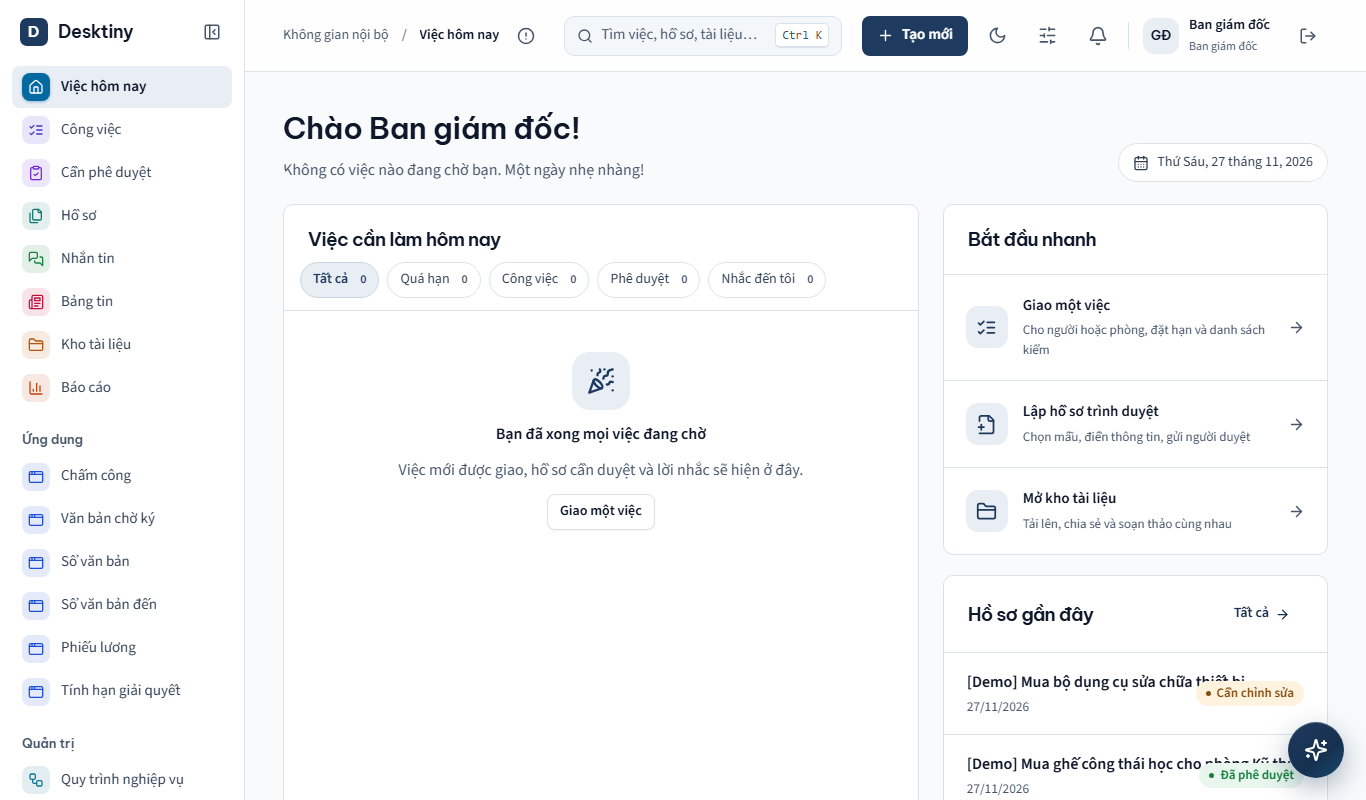 D Desktiny
Việc hôm nay
Công việc
Cần phê duyệt
Hồ sơ
Nhắn tin
Bảng tin
Kho tài liệu
Báo cáo
Ứng dụng
Chấm công
Văn bản chờ ký
Sổ văn bản
Sổ văn bản đến
Phiếu lương
Tính hạn giải quyết
Quản trị
Quy trình nghiệp vụ
Không gian nội bộ / Việc hôm nay
Tìm việc, hồ sơ, tài liệu… Ctrl K
Tạo mới
GĐ
Ban giám đốc
Ban giám đốc
Chào Ban giám đốc!
Không có việc nào đang chờ bạn. Một ngày nhẹ nhàng!
Thứ Sáu, 27 tháng 11, 2026
Việc cần làm hôm nay
Tất cả 0 Quá hạn 0 Công việc 0 Phê duyệt 0 Nhắc đến tôi 0
Bạn đã xong mọi việc đang chờ
Việc mới được giao, hồ sơ cần duyệt và lời nhắc sẽ hiện ở đây.
Giao một việc
Bắt đầu nhanh
Giao một việc
Cho người hoặc phòng, đặt hạn và danh sách
kiểm
Lập hồ sơ trình duyệt
Chọn mẫu, điền thông tin, gửi người duyệt
Mở kho tài liệu
Tải lên, chia sẻ và soạn thảo cùng nhau
Hồ sơ gần đây Tất cả
[Demo] Mua bộ dụng cụ sửa chữa thiết bị
Cần chỉnh sửa
27/11/2026
[Demo] Mua ghế công thái học cho phòng Kỹ
Đã phê duyệt
27/11/2026